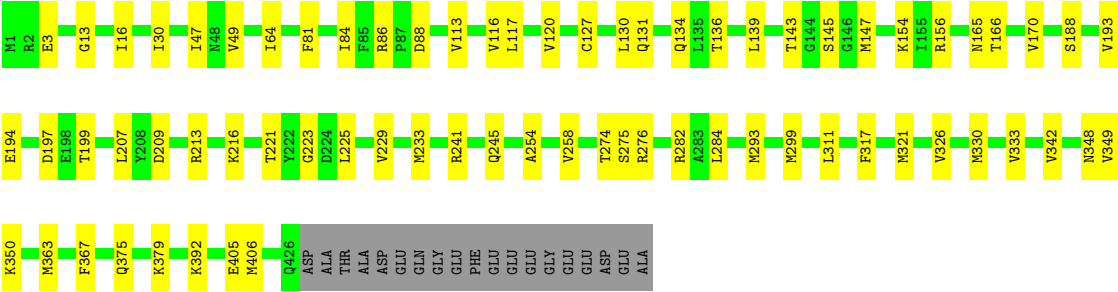 M1 R2 E3 G13 I16 I30 I47 N48 V49 I64 F81 I84 F85 R86 P87 D88 V113 V116 L117 V120 C127 L130 Q131 Q134 L135 T136 L139 T143 G144 S145 G146 M147 K154 I155 R156 N165 T166 V170 S188 V193
E194 D197 E198 T199 L207 Y208 D209 R213 K216 T221 Y222 G223 D224 L225 V229 M233 R241 Q245 A254 V258 T274 S275 R276 R282 A283 L284 M293 M299 L311 F317 M321 V326 M330 V333 V342 N348 V349
K350 M363 F367 Q375 K379 K392 E405 M406 Q426 ASP ALA THR ALA ASP GLU GLN GLY GLU PHE GLU GLU GLU GLY GLU GLU ASP GLU ALA